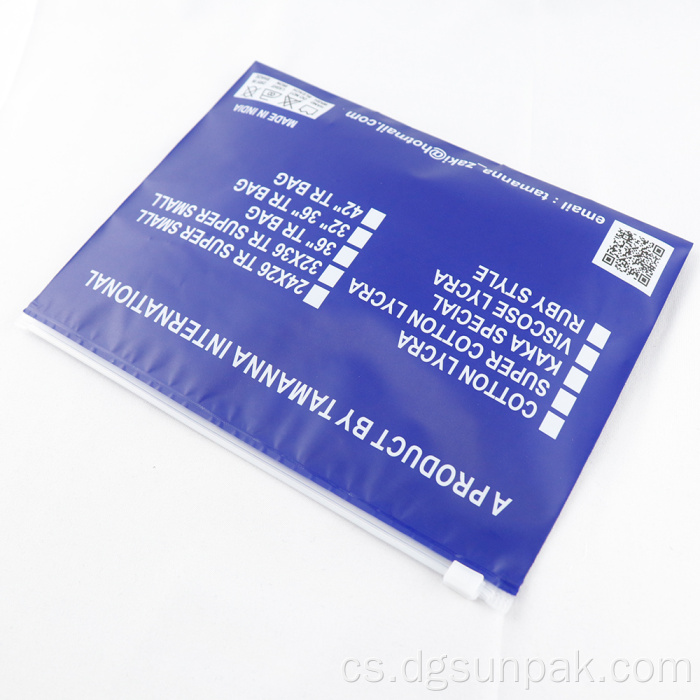 A PRODUCT BY TAMANNA INTERNATIONAL
COTTON LYCRA
SUPER COTTON LYCRA
KAKA SPECIAL
VISCOSE LYCRA
RUBY STYLE
24X26 TR SUPER SMALL
32X36 TR SUPER SMALL
36" TR BAG
32" 36" TR BAG
42" TR BAG
email : tamanna_zaki@hotmail.com
MADE IN INDIA
cs.dgsunpak.com